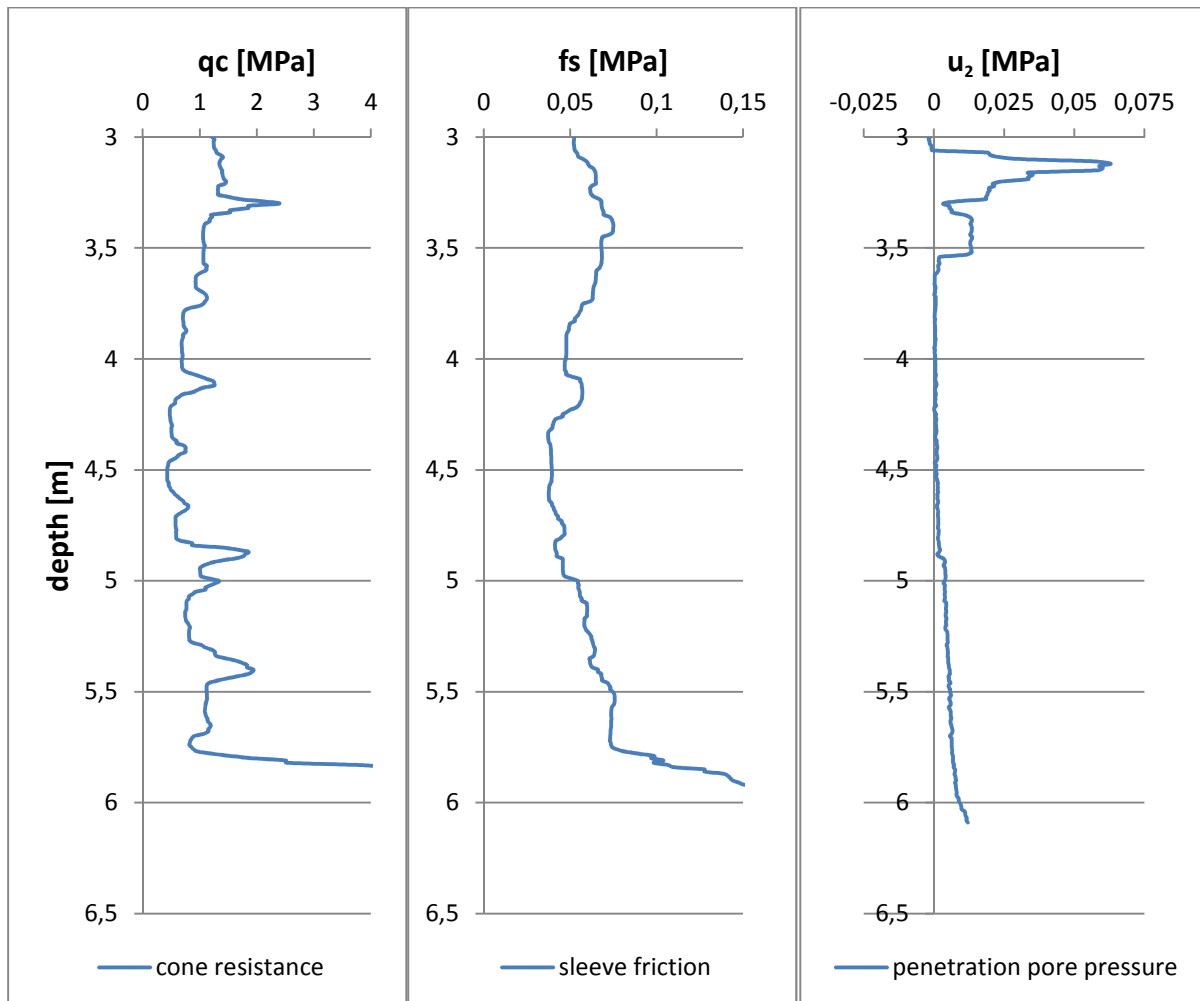 qc [MPa]
0 1 2 3 4
3
3,5
4
4,5
5
5,5
6
6,5
depth [m]
cone resistance
fs [MPa]
0 0,05 0,1 0,15
3
3,5
4
4,5
5
5,5
6
6,5
sleeve friction
u₂ [MPa]
-0,025 0 0,025 0,05 0,075
3
3,5
4
4,5
5
5,5
6
6,5
penetration pore pressure